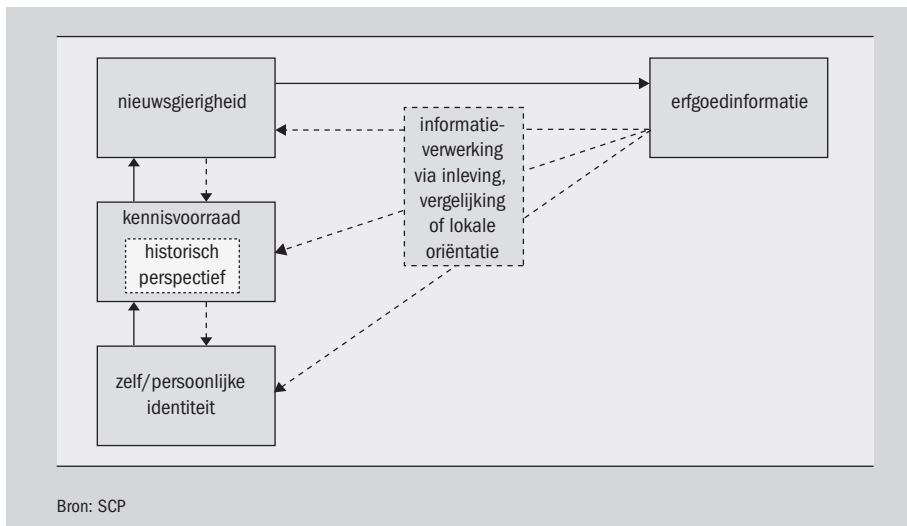 nieuwsgierigheid
erfgoedinformatie
informatie-
verwerking
via inleving,
vergelijking
of lokale
oriëntatie
kennisvoorraad
historisch
perspectief
zelf/persoonlijke
identiteit
Bron: SCP